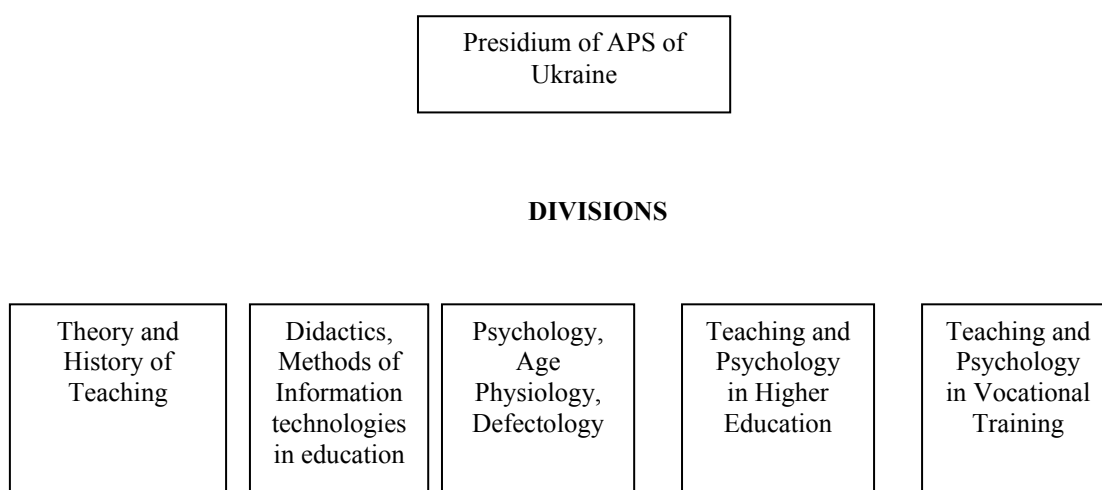 Presidium of APS of
Ukraine
DIVISIONS
Theory and
History of
Teaching
Didactics,
Methods of
Information
technologies
in education
Psychology,
Age
Physiology,
Defectology
Teaching and
Psychology
in Higher
Education
Teaching and
Psychology
in Vocational
Training